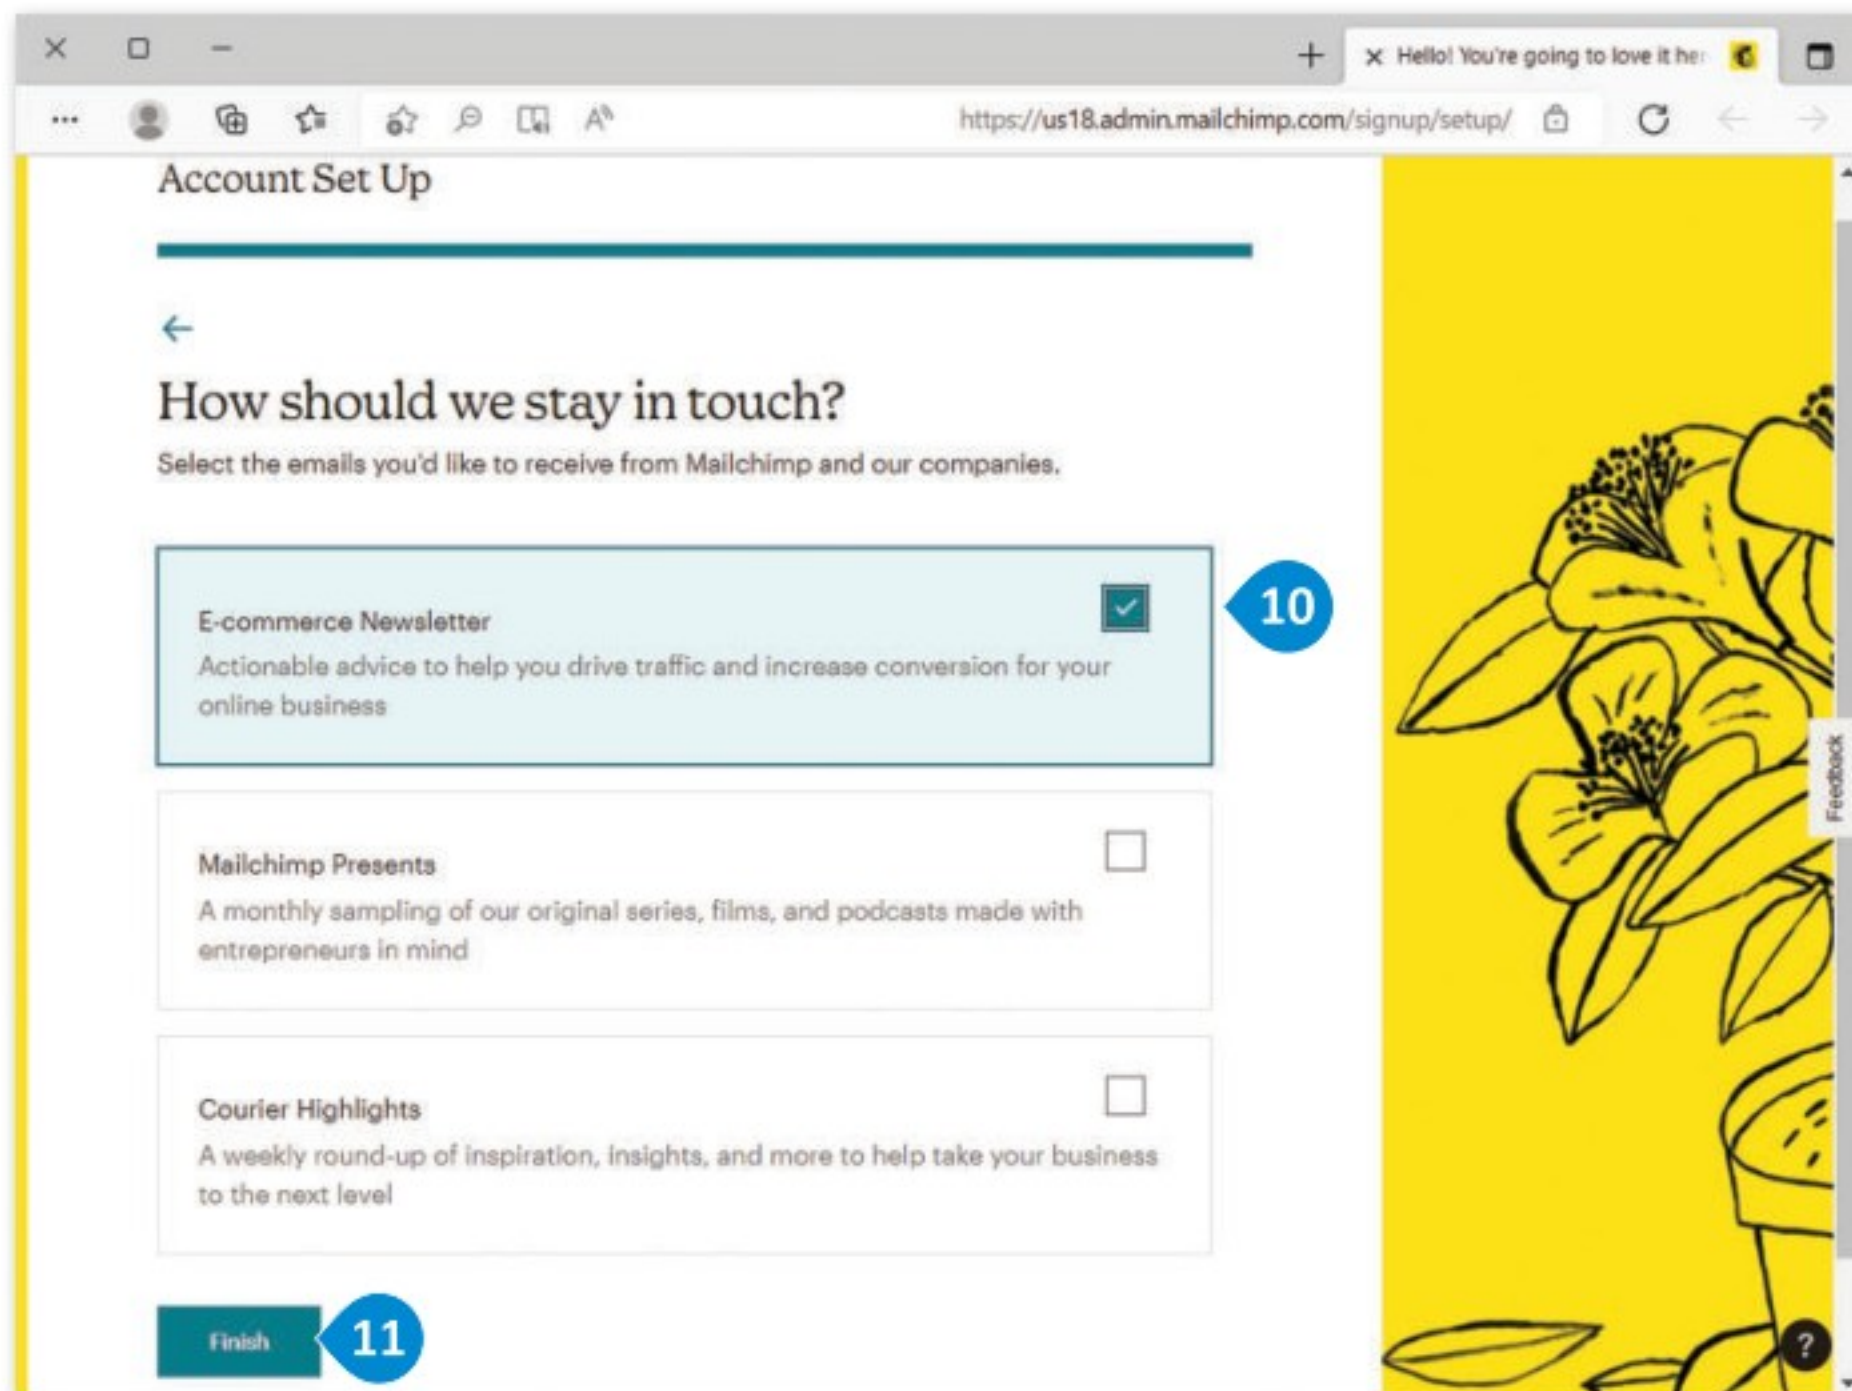 Hello! You're going to love it her
https://us18.admin.mailchimp.com/signup/setup/
Account Set Up
How should we stay in touch?
Select the emails you'd like to receive from Mailchimp and our companies.
E-commerce Newsletter
Actionable advice to help you drive traffic and increase conversion for your
online business
10
Mailchimp Presents
A monthly sampling of our original series, films, and podcasts made with
entrepreneurs in mind
Feedback
Courier Highlights
A weekly round-up of inspiration, insights, and more to help take your business
to the next level
Finish
11
?